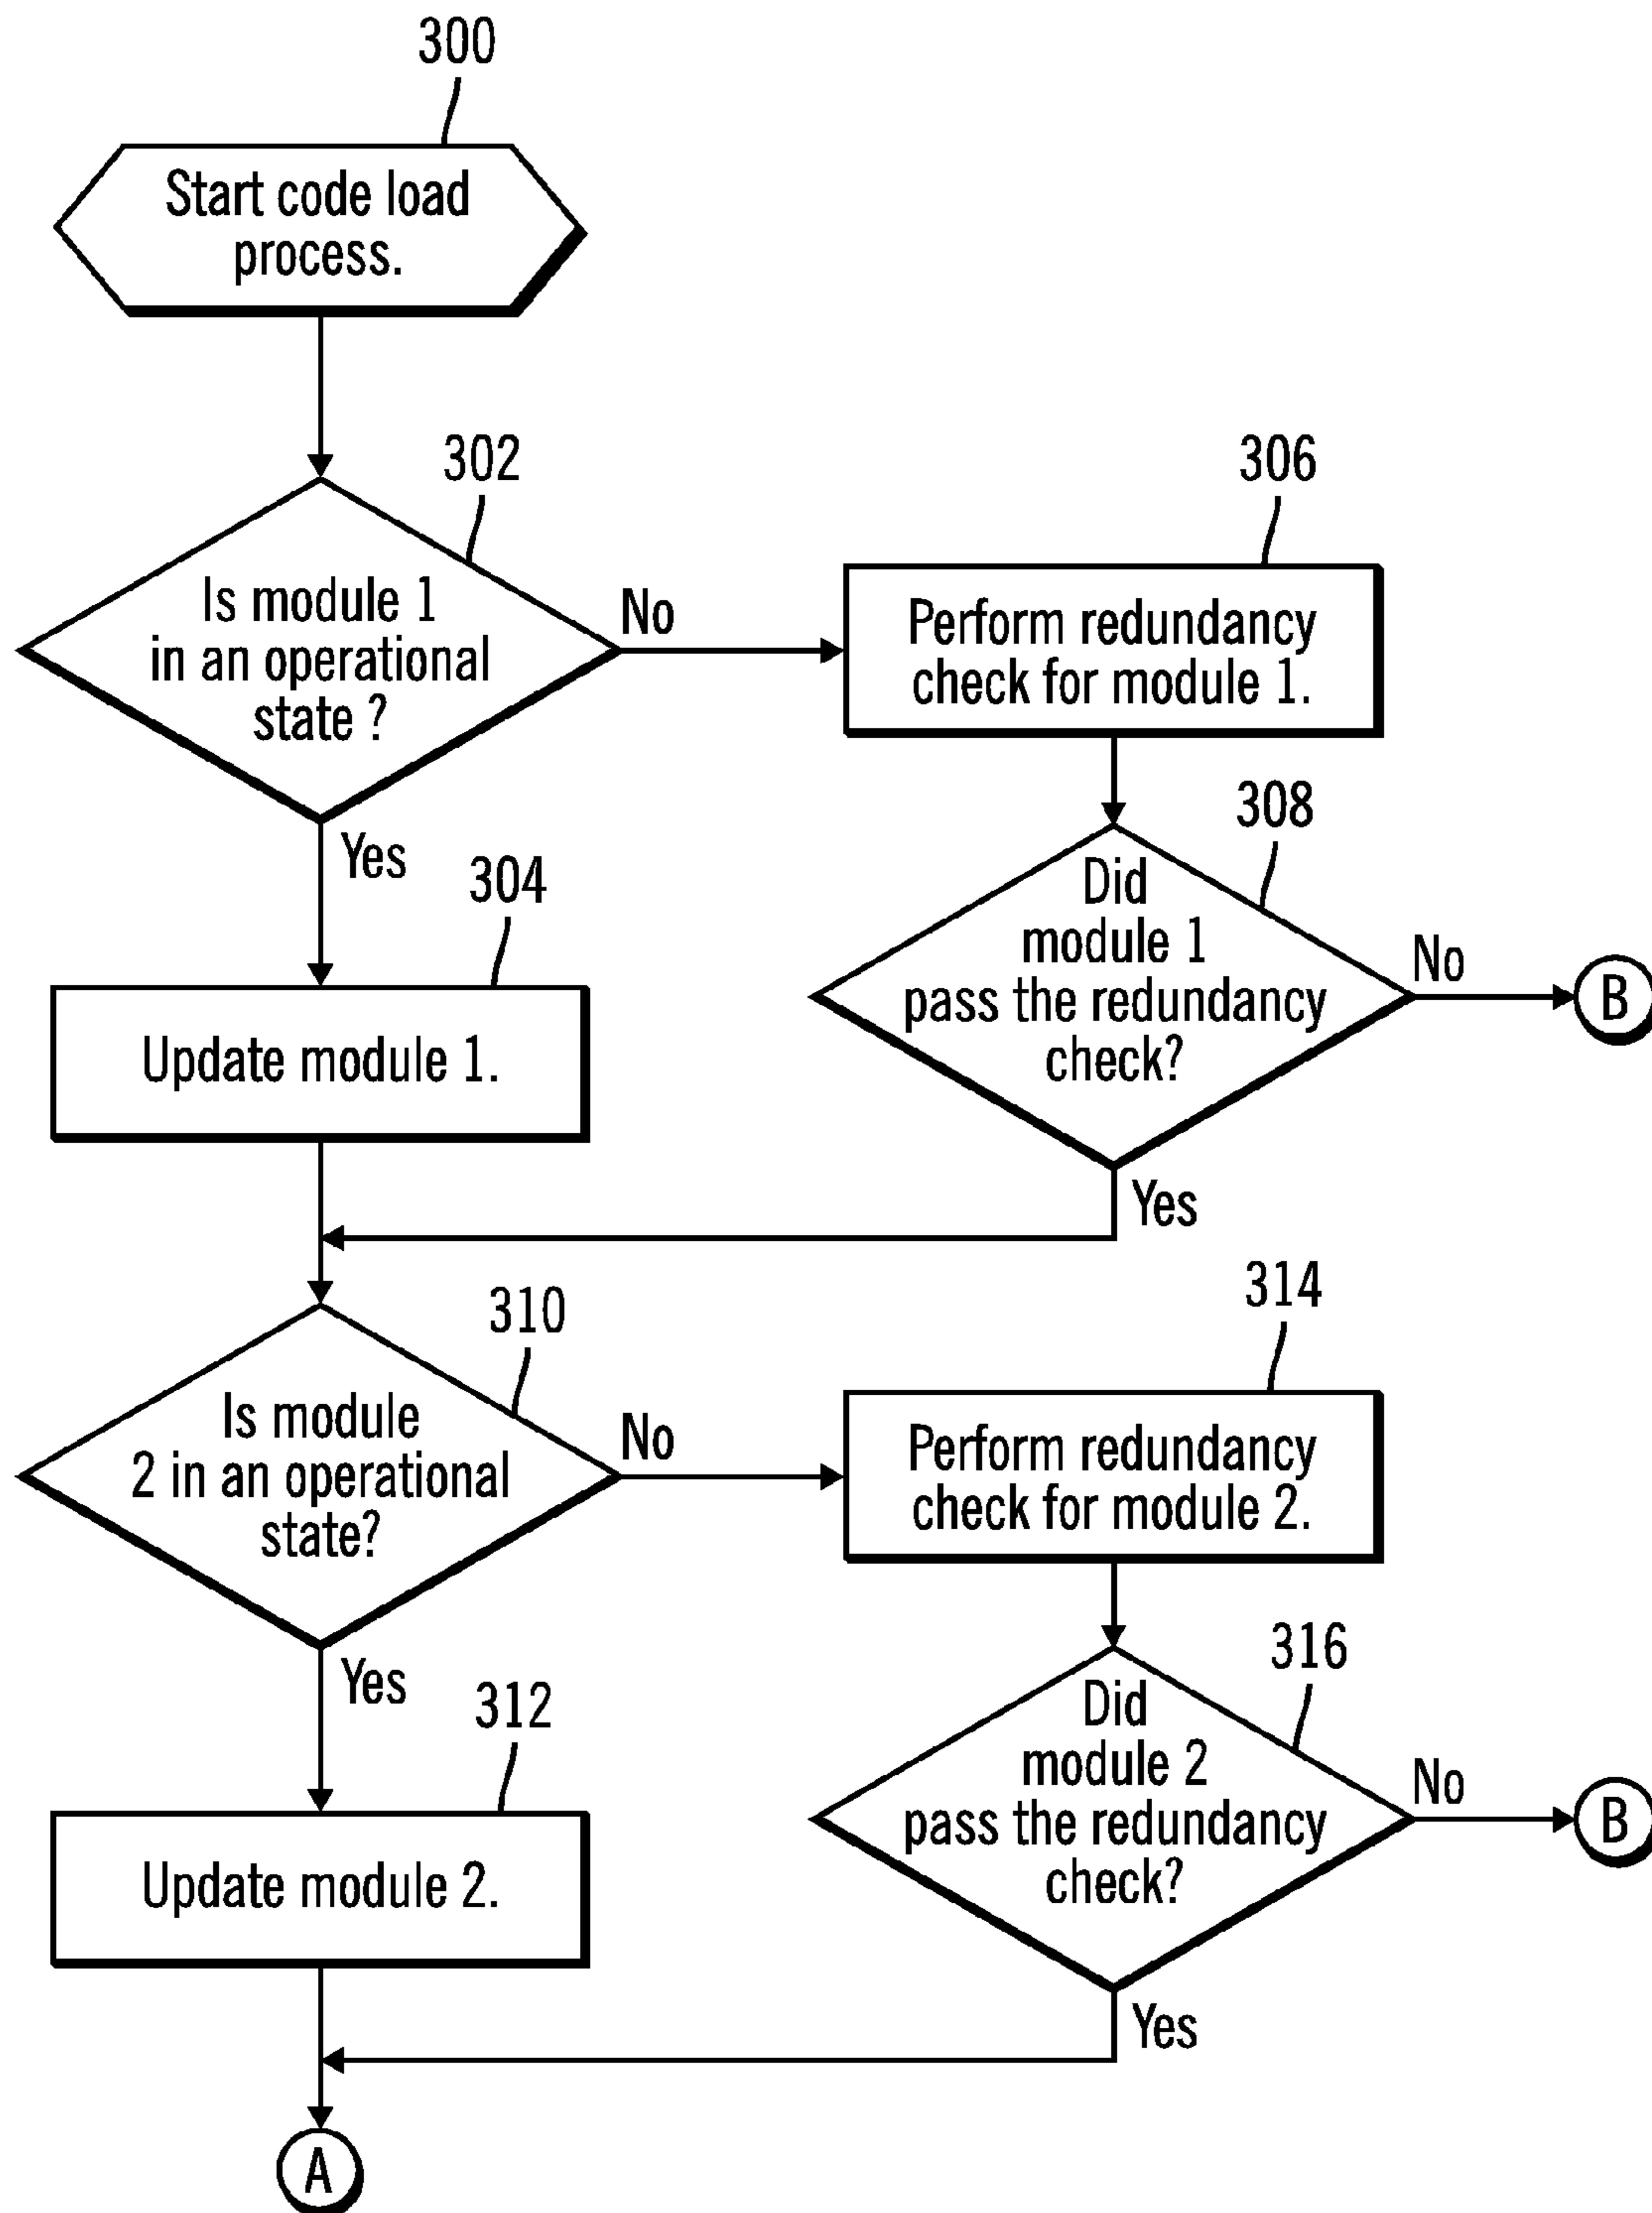 300
Start code load
process.
302
Is module 1
in an operational
state ?
No
Yes
306
Perform redundancy
check for module 1.
308
Did
module 1
pass the redundancy
check?
No
B
Yes
304
Update module 1.
310
Is module
2 in an operational
state?
No
Yes
314
Perform redundancy
check for module 2.
316
Did
module 2
pass the redundancy
check?
No
B
Yes
312
Update module 2.
A